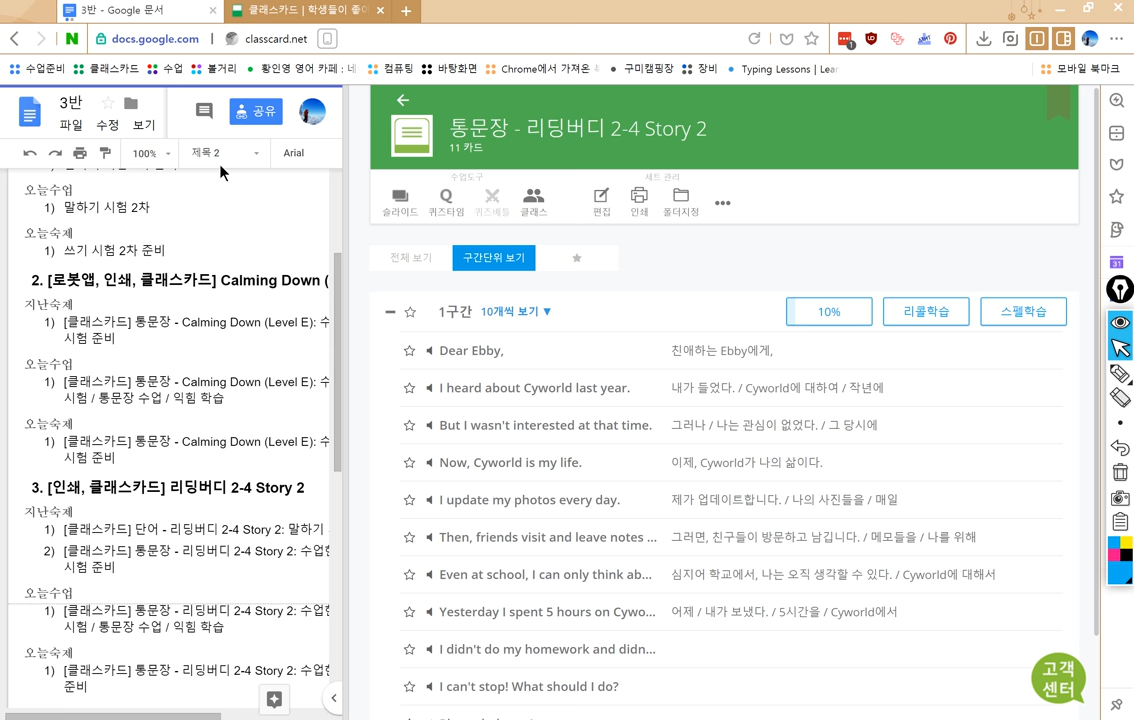 3반 - Google 문서
클래스카드 | 학생들이 좋아
docs.google.com | classcard.net
수업준비 클래스카드 수업 볼거리 황인영 영어 카페 : 네 컴퓨팅 바탕화면 Chrome에서 가져온 구미캠핑장 장비 Typing Lessons | Lear 모바일 북마크
3반
파일 수정 보기
공유
100% 제목 2 Arial
오늘수업
1) 말하기 시험 2차
오늘숙제
1) 쓰기 시험 2차 준비
2. [로봇앱, 인쇄, 클래스카드] Calming Down (
지난숙제
1) [클래스카드] 통문장 - Calming Down (Level E): 수
시험 준비
오늘수업
1) [클래스카드] 통문장 - Calming Down (Level E): 수
시험 / 통문장 수업 / 익힘 학습
오늘숙제
1) [클래스카드] 통문장 - Calming Down (Level E): 수
시험 준비
3. [인쇄, 클래스카드] 리딩버디 2-4 Story 2
지난숙제
1) [클래스카드] 단어 - 리딩버디 2-4 Story 2: 말하기
2) [클래스카드] 통문장 - 리딩버디 2-4 Story 2: 수업한
시험 준비
오늘수업
1) [클래스카드] 통문장 - 리딩버디 2-4 Story 2: 수업한
시험 / 통문장 수업 / 익힘 학습
오늘숙제
1) [클래스카드] 통문장 - 리딩버디 2-4 Story 2: 수업한
준비
통문장 - 리딩버디 2-4 Story 2
11 카드
수업도구 세트 관리
슬라이드 퀴즈타임 퀴즈배틀 클래스 편집 인쇄 폴더지정
전체 보기 구간단위 보기
1구간 10개씩 보기 ▼ 10% 리콜학습 스펠학습
Dear Ebby, 친애하는 Ebby에게,
I heard about Cyworld last year. 내가 들었다. / Cyworld에 대하여 / 작년에
But I wasn't interested at that time. 그러나 / 나는 관심이 없었다. / 그 당시에
Now, Cyworld is my life. 이제, Cyworld가 나의 삶이다.
I update my photos every day. 제가 업데이트합니다. / 나의 사진들을 / 매일
Then, friends visit and leave notes ... 그러면, 친구들이 방문하고 남깁니다. / 메모들을 / 나를 위해
Even at school, I can only think ab... 심지어 학교에서, 나는 오직 생각할 수 있다. / Cyworld에 대해서
Yesterday I spent 5 hours on Cywo... 어제 / 내가 보냈다. / 5시간을 / Cyworld에서
I didn't do my homework and didn...
I can't stop! What should I do?
고객
센터
1
31